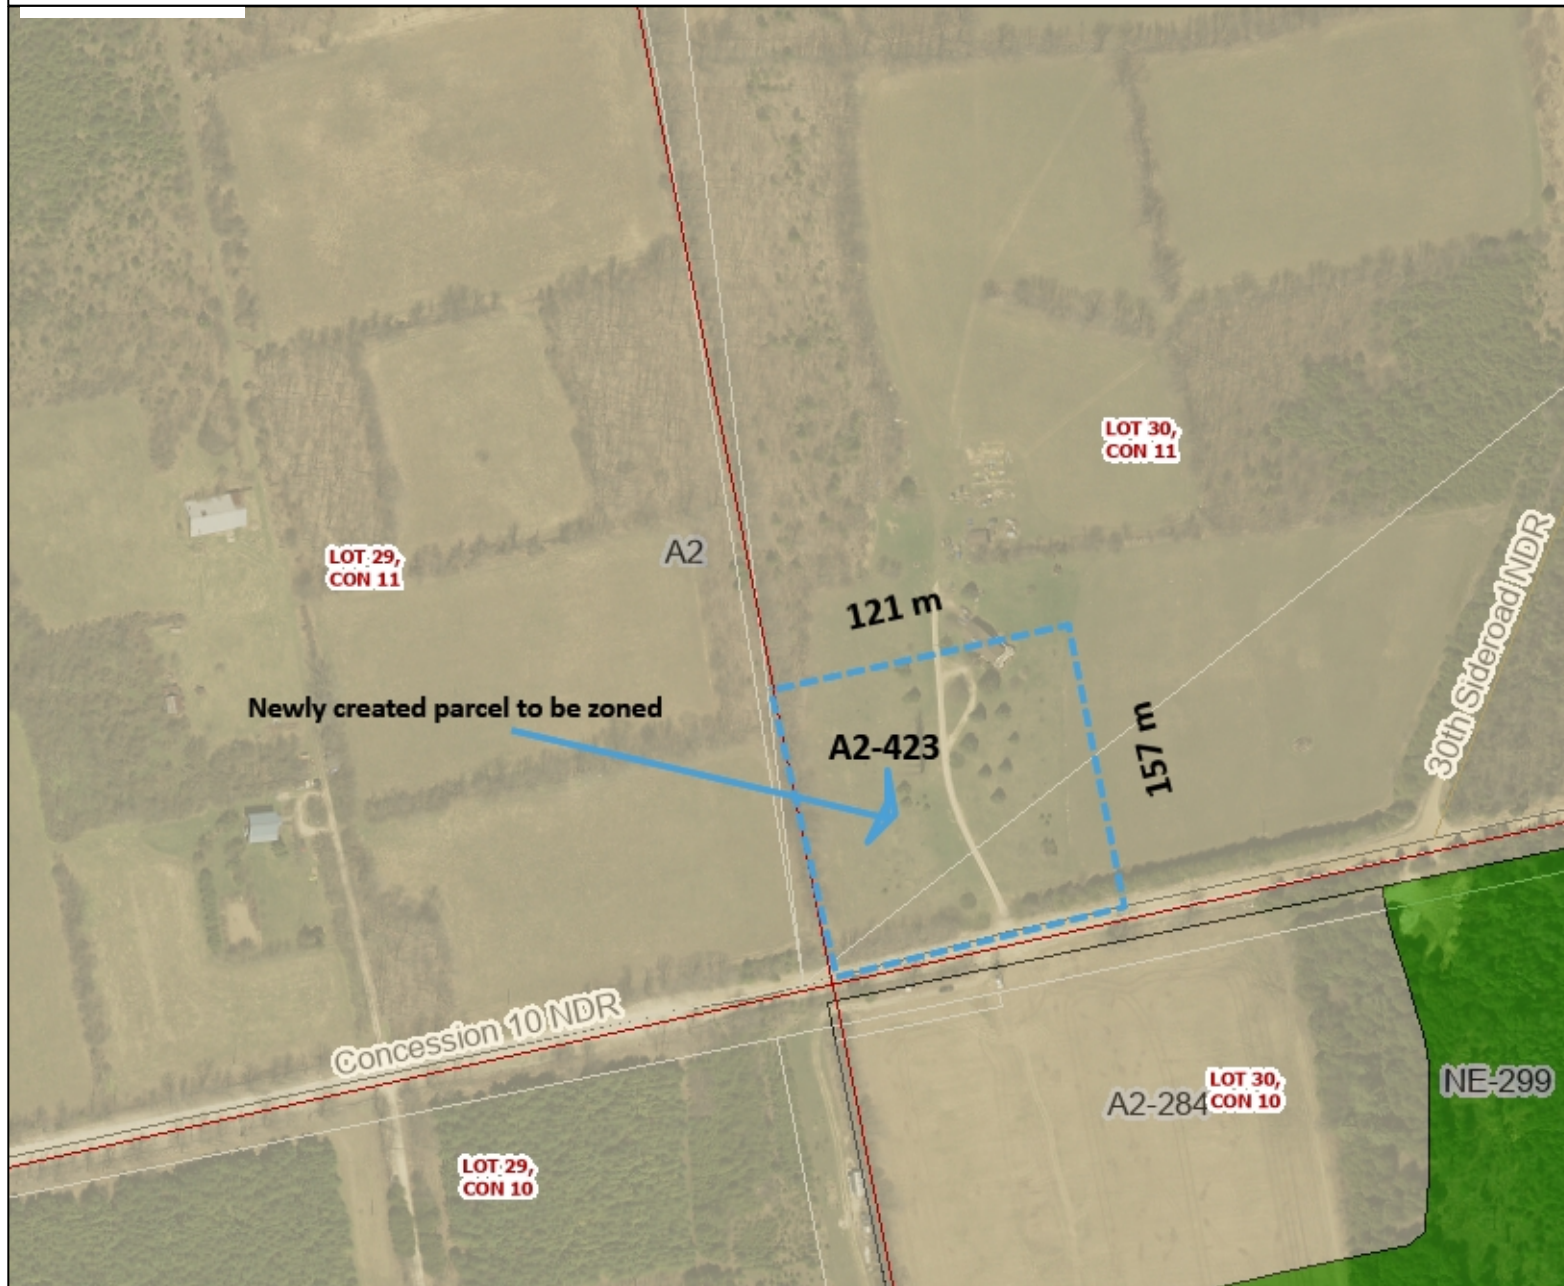 LOT 30,
CON 11
30th Sideroad NDR
A2
LOT 29,
CON 11
121 m
Newly created parcel to be zoned
A2-423
157 m
Concession 10 NDR
LOT 30,
CON 10
A2-284
NE-299
LOT 29,
CON 10